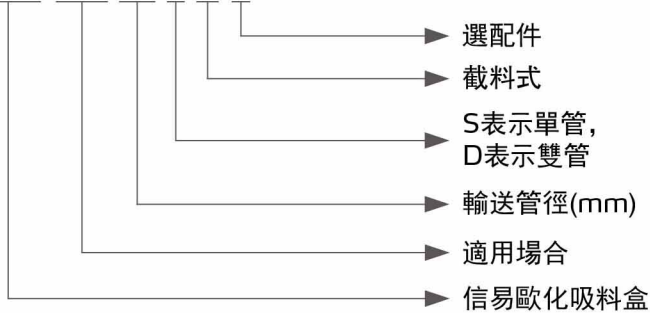 選配件
截料式
S表示單管，
D表示雙管
輸送管徑(mm)
適用場合
信易歐化吸料盒